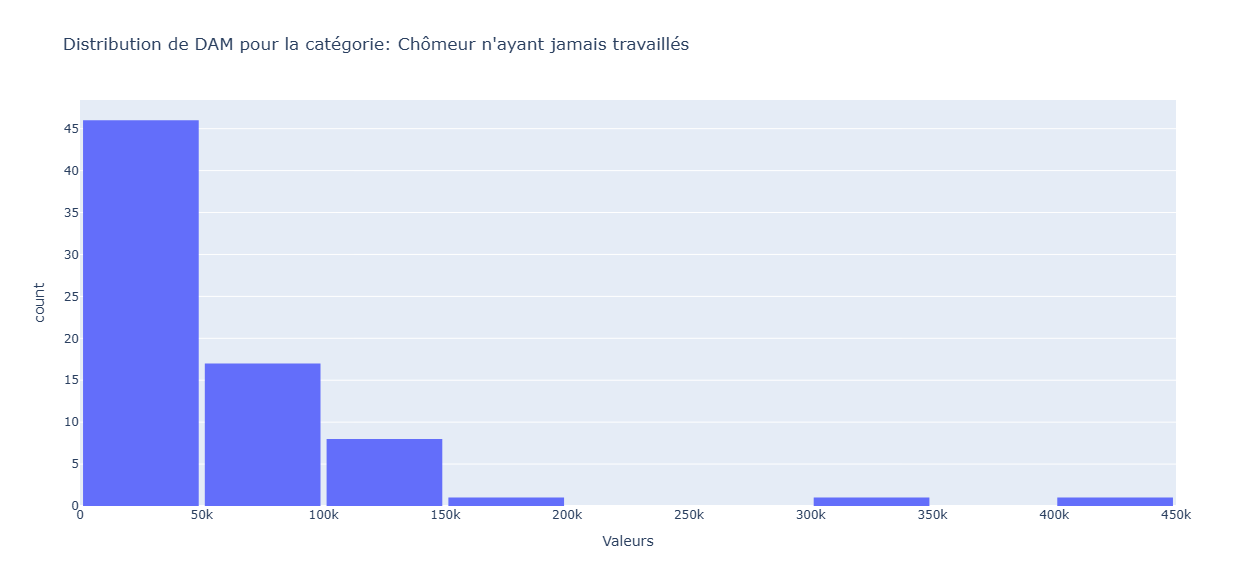 Distribution de DAM pour la catégorie: Chômeur n'ayant jamais travaillés
45
40
35
30
25
20
15
10
5
0
count
0 50k 100k 150k 200k 250k 300k 350k 400k 450k
Valeurs